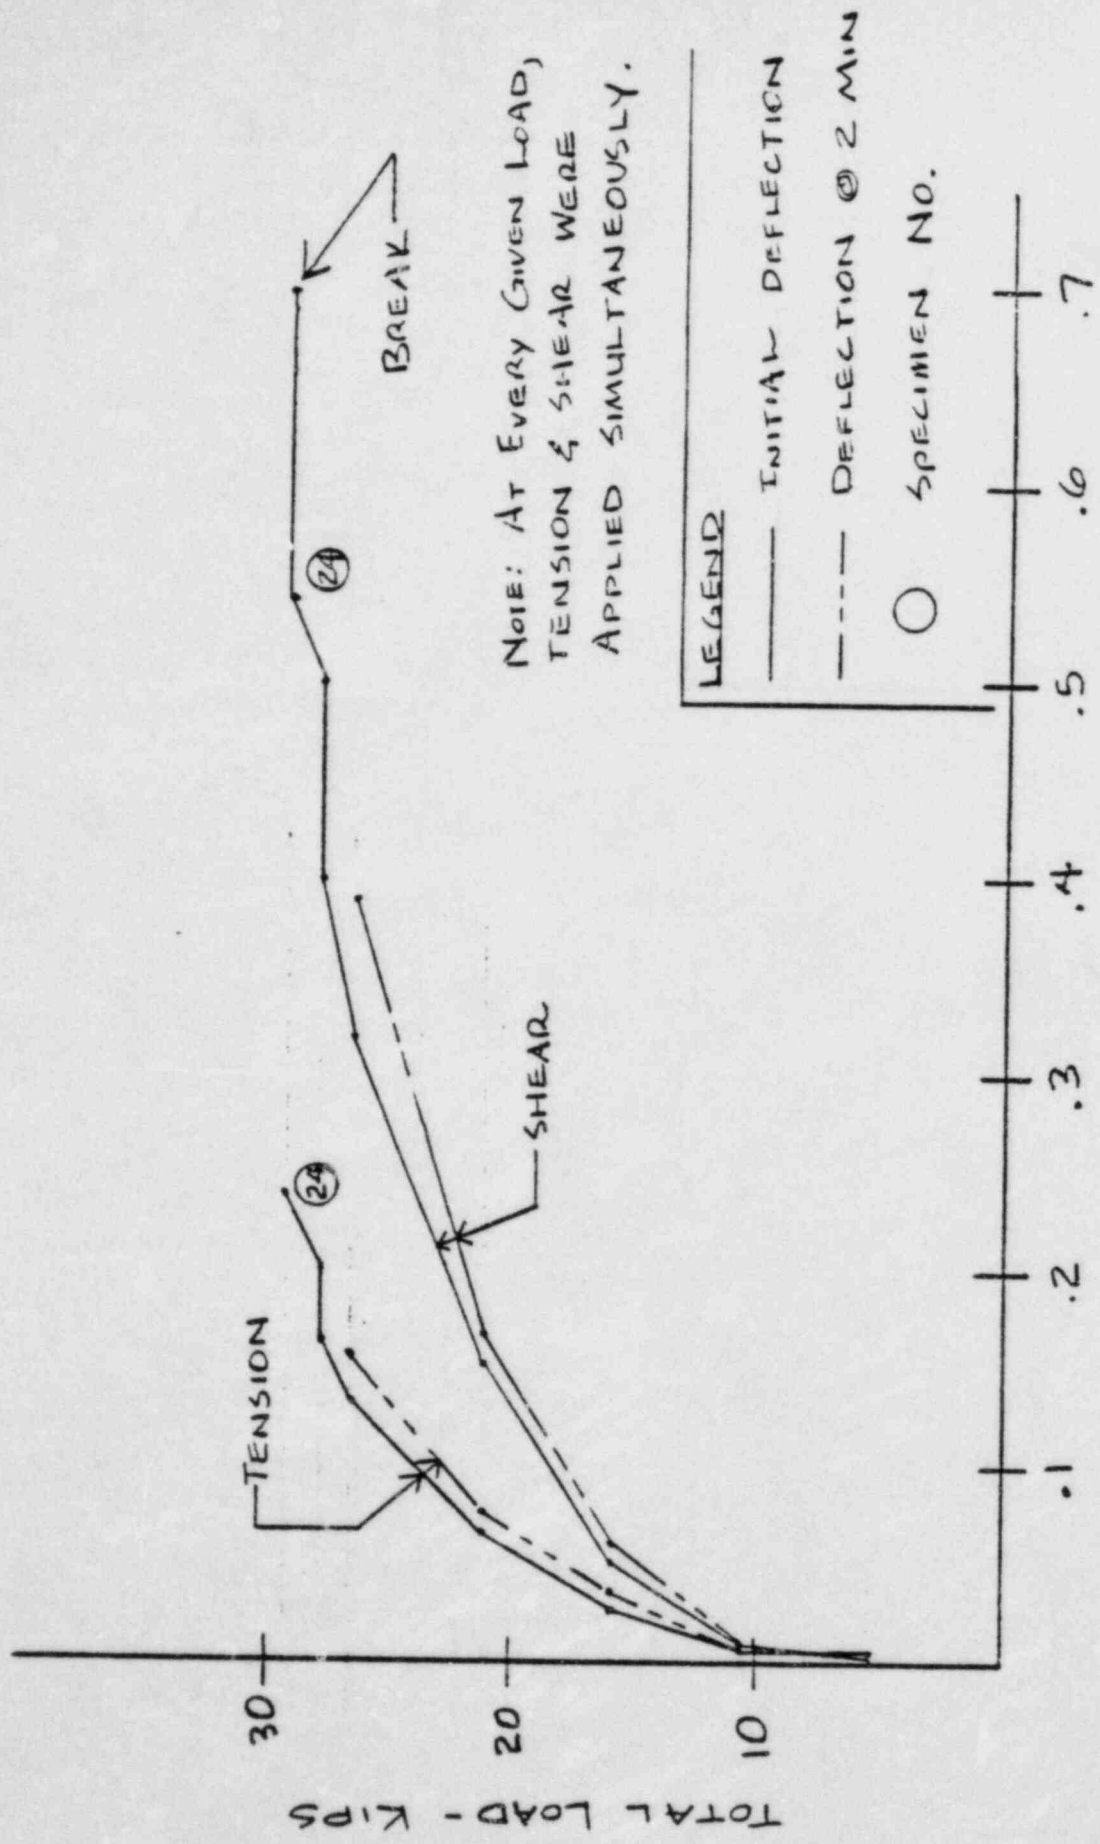 TOTAL LOAD - KIPS
30
20
10
TENSION
24
24
BREAK
SHEAR
NOTE: AT EVERY GIVEN LOAD,
TENSION & SHEAR WERE
APPLIED SIMULTANEOUSLY.
LEGEND
INITIAL DEFLECTION
DEFLECTION @ 2 MIN
SPECIMEN NO.
.1
.2
.3
.4
.5
.6
.7